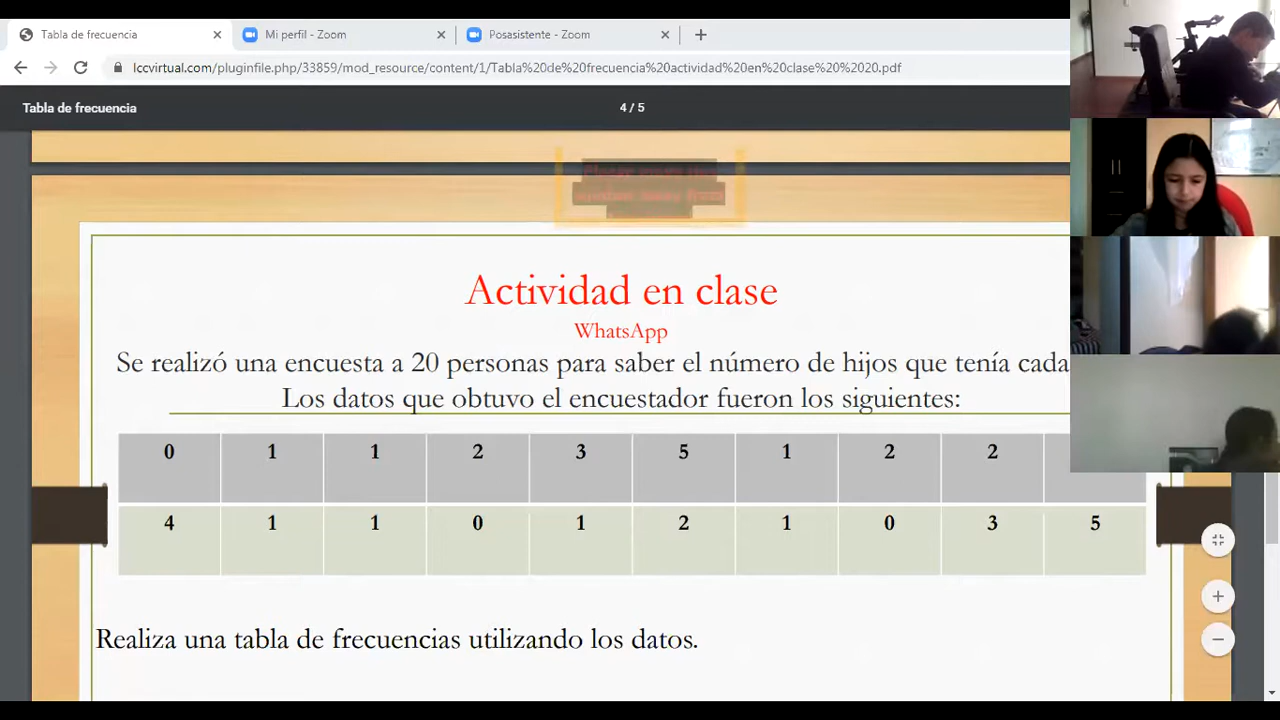 Tabla de frecuencia
Mi perfil - Zoom
Posasistente - Zoom
lccvirtual.com/pluginfile.php/33859/mod_resource/content/1/Tabla%20de%20frecuencia%20actividad%20en%20clase%20%2020.pdf
Tabla de frecuencia
4 / 5
Actividad en clase
WhatsApp
Se realizó una encuesta a 20 personas para saber el número de hijos que tenía cada
Los datos que obtuvo el encuestador fueron los siguientes:
0 1 1 2 3 5 1 2 2
4 1 1 0 1 2 1 0 3 5
Realiza una tabla de frecuencias utilizando los datos.